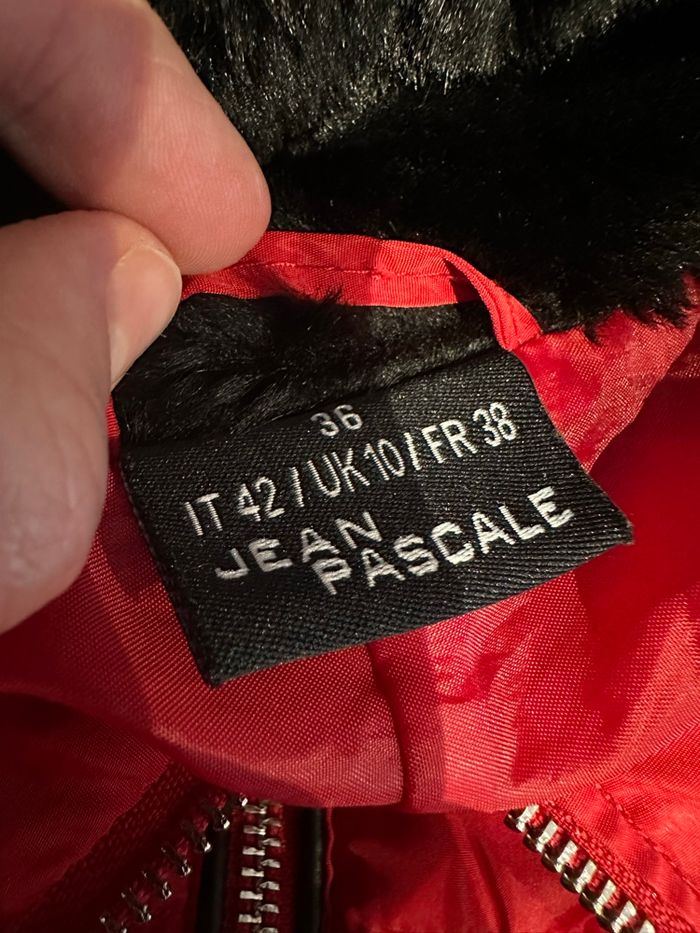 36
IT 42 / UK 10 / FR 38
JEAN
PASCALE